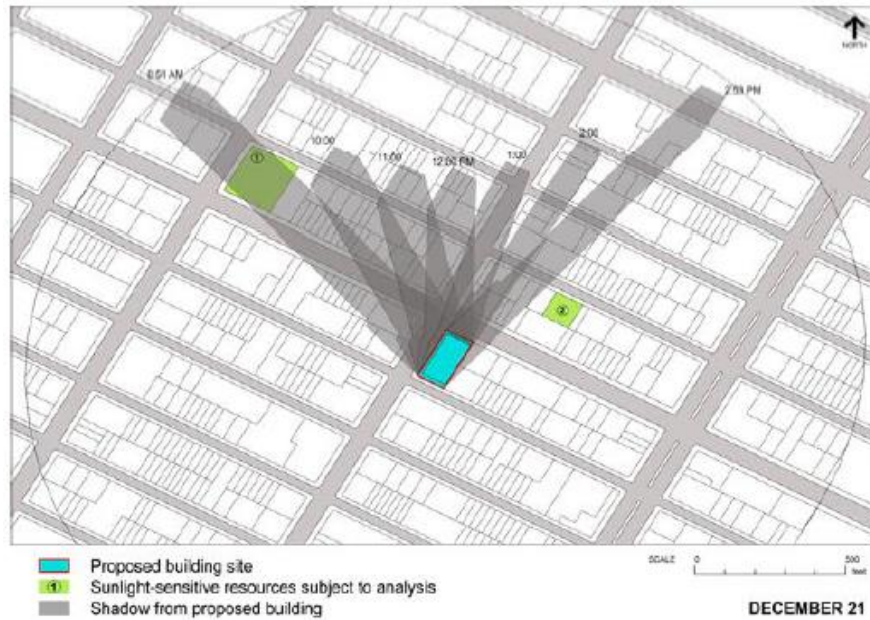 NORTH
8:51 AM
2:53 PM
10:00
11:00
12:00 PM
1:00
2:00
1
2
Proposed building site
1 Sunlight-sensitive resources subject to analysis
Shadow from proposed building
SCALE 0 500
feet
DECEMBER 21